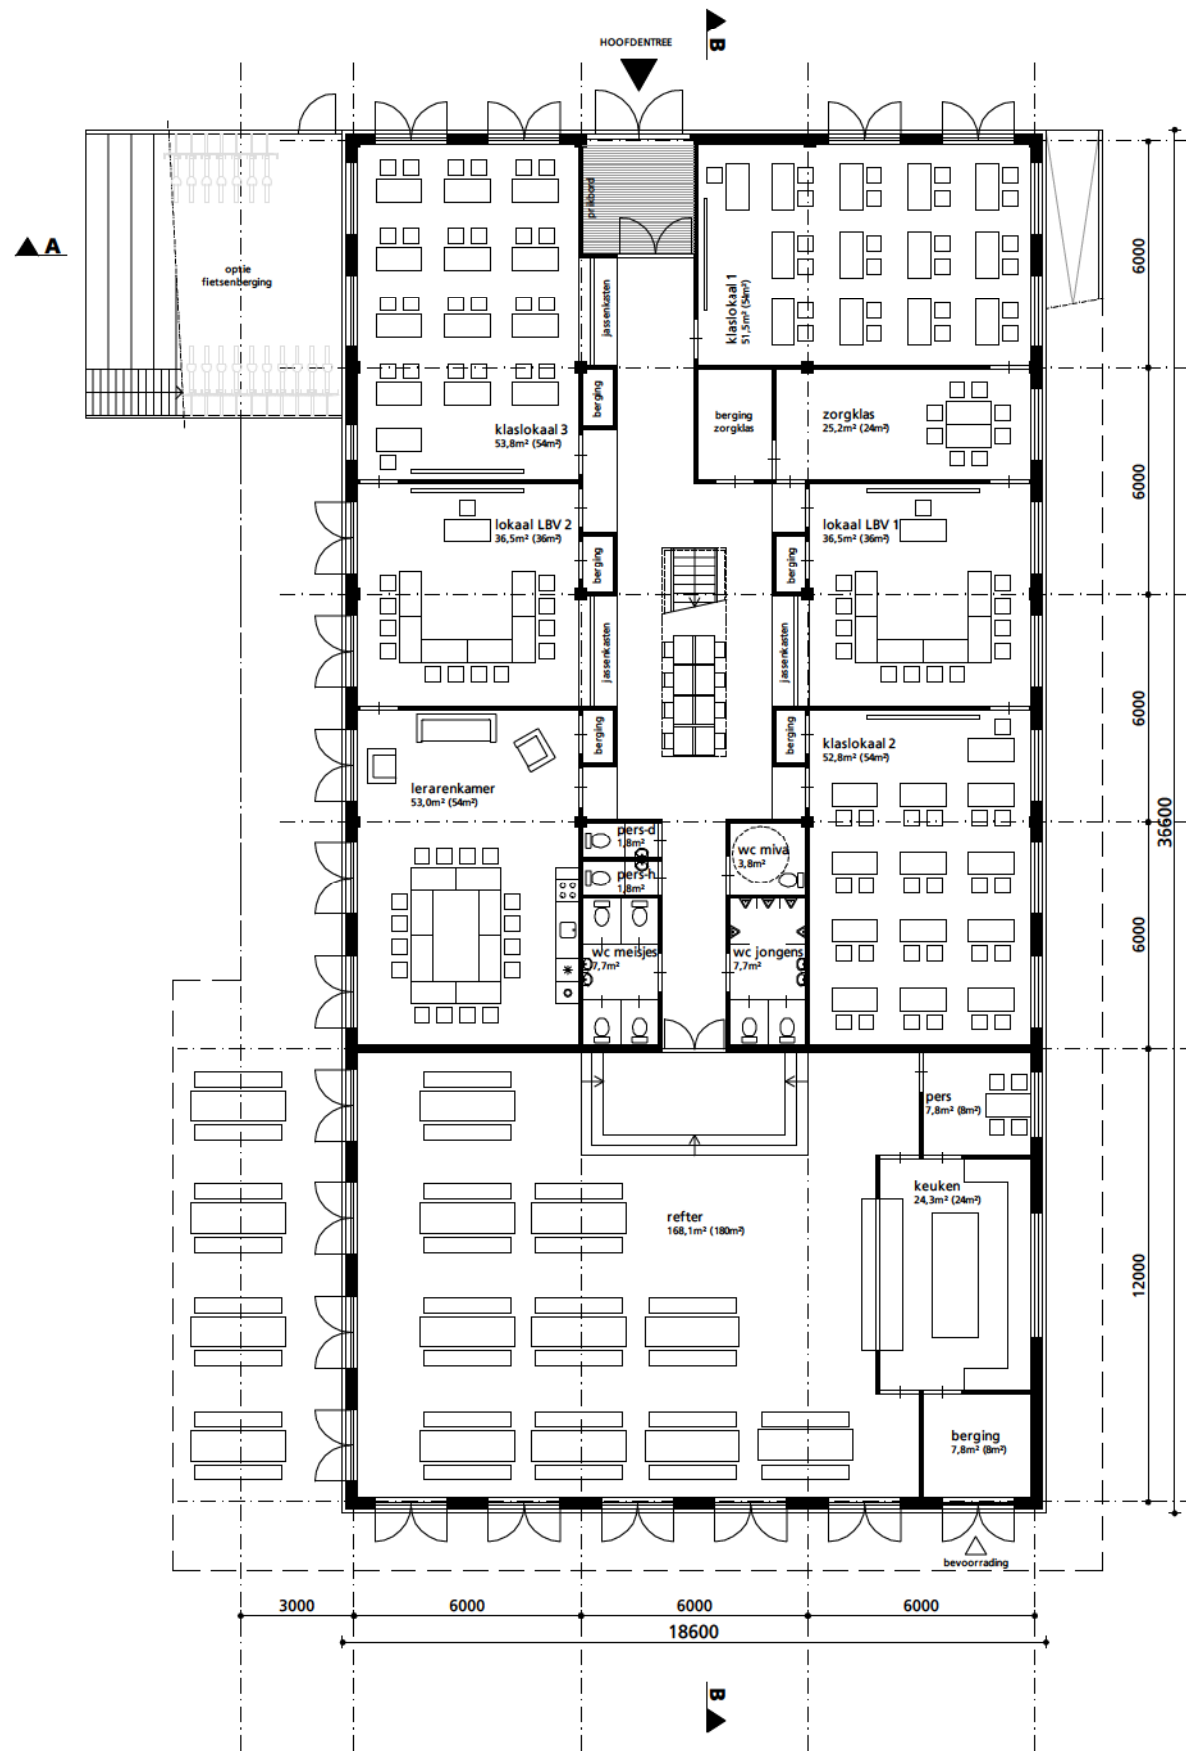 HOOFDENTREE
B
A
prikbord
optie
fietsenberging
jassenkasten
klaslokaal 1
51,5m² (54m²)
6000
berging
berging
zorgklas
zorgklas
25,2m² (24m²)
klaslokaal 3
53,8m² (54m²)
6000
lokaal LBV 2
36,5m² (36m²)
lokaal LBV 1
36,5m² (36m²)
berging
berging
jassenkasten
jassenkasten
6000
berging
berging
klaslokaal 2
52,8m² (54m²)
lerarenkamer
53,0m² (54m²)
36600
pers-d
1,8m²
wc miva
3,8m²
pers-h
1,8m²
wc meisjes
7,7m²
wc jongens
7,7m²
6000
pers
7,8m² (8m²)
keuken
24,3m² (24m²)
refter
168,1m² (180m²)
12000
berging
7,8m² (8m²)
bevoorrading
3000
6000
6000
6000
18600
B